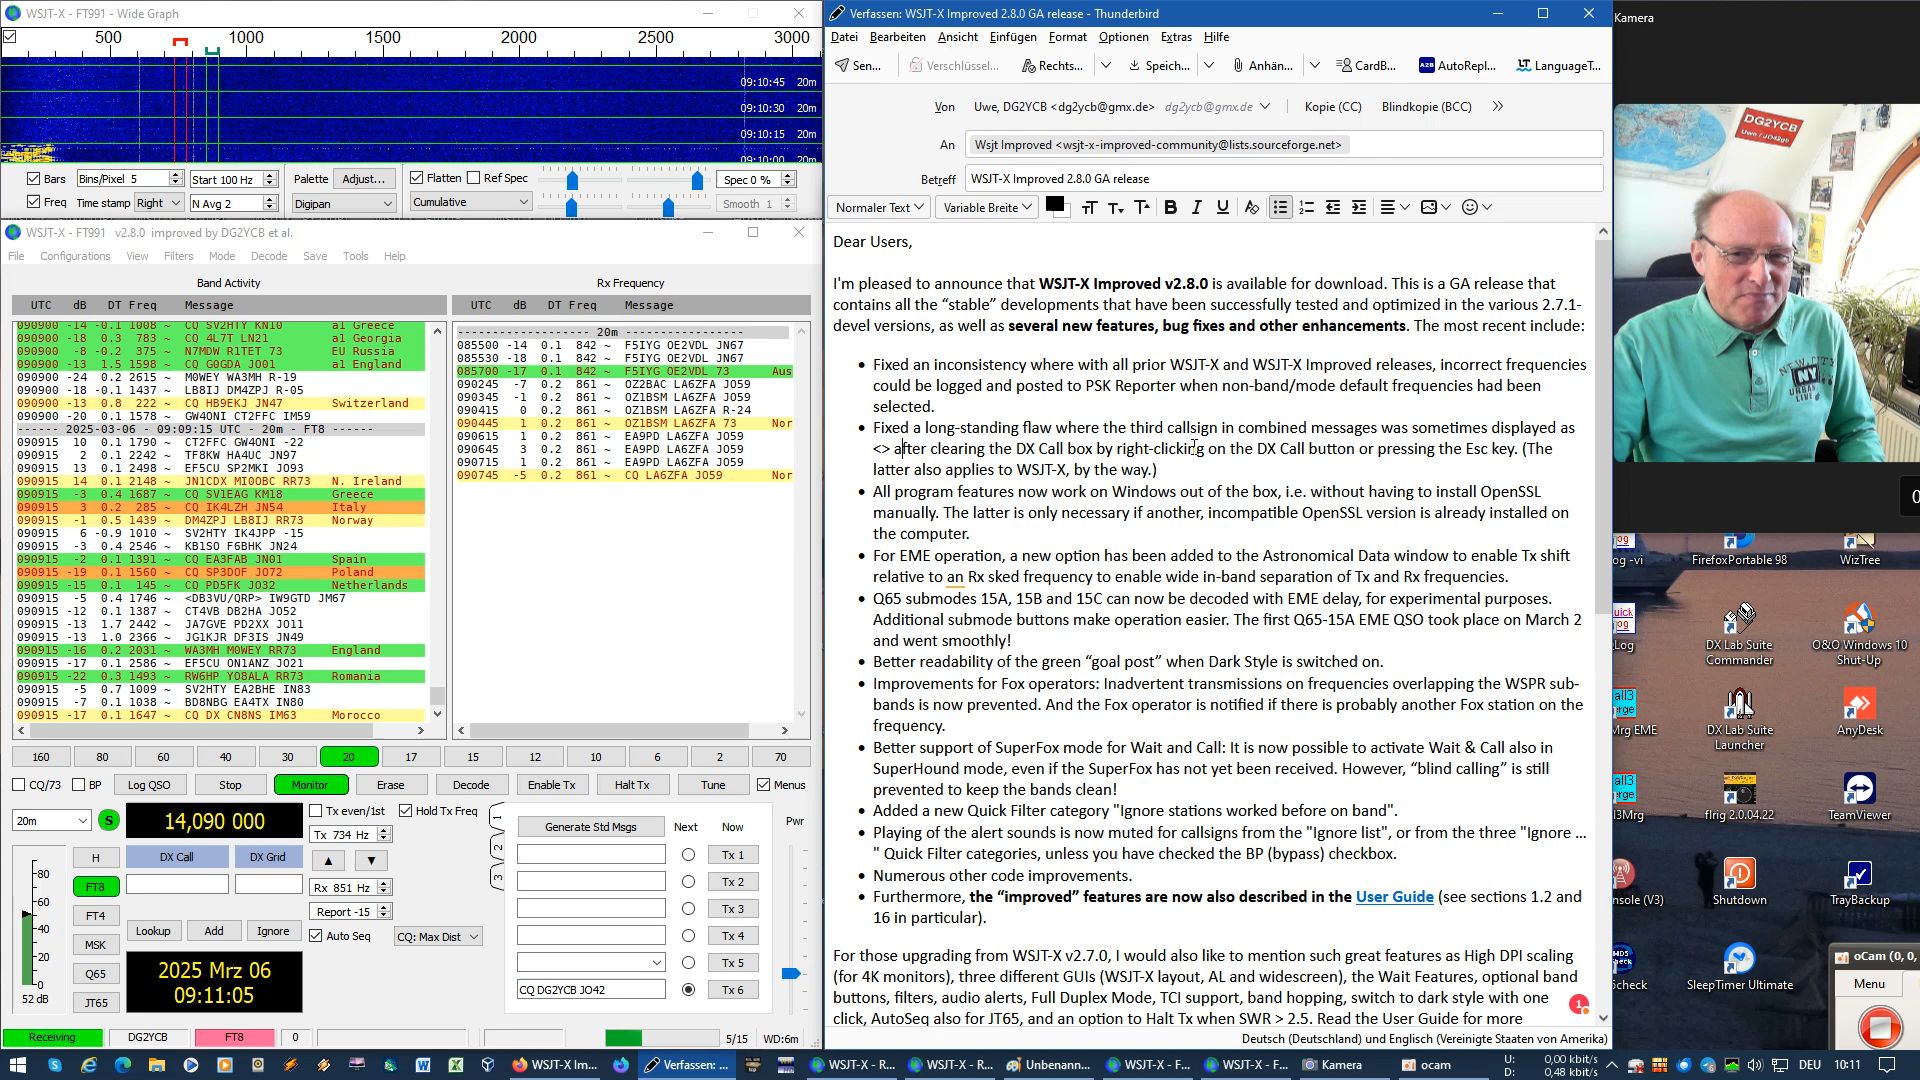 WSJT-X - FT991 - Wide Graph
500 1000 1500 2000 2500 3000
09:10:45 20m
09:10:30 20m
09:10:15 20m
09:10:00 20m
Bars Bins/Pixel 5 Start 100 Hz Palette Adjust... Flatten Ref Spec Spec 0 %
Freq Time stamp Right N Avg 2 Digipan Cumulative Smooth 1
WSJT-X - FT991 v2.8.0 improved by DG2YCB et al.
File Configurations View Filters Mode Decode Save Tools Help
Band Activity
UTC dB DT Freq Message
090900 -14 -0.1 1008 ~ CQ SV2HTY KN10 a1 Greece
090900 -18 0.3 783 ~ CQ 4L7T LN21 a1 Georgia
090900 -8 -0.2 375 ~ N7MDW R1TET 73 EU Russia
090900 -13 1.5 1598 ~ CQ G0GDA JO01 a1 England
090900 -24 0.2 2615 ~ M0WEY WA3MH R-19
090900 -18 -0.1 1437 ~ LB8IJ DM4ZPJ R-05
090900 -13 0.8 222 ~ CQ HB9EKJ JN47 Switzerland
090900 -20 0.1 1578 ~ GW4ONI CT2FFC IM59
------ 2025-03-06 - 09:09:15 UTC - 20m - FT8 ------
090915 10 0.1 1790 ~ CT2FFC GW4ONI -22
090915 2 0.1 2242 ~ TF8KW HA4UC JN97
090915 13 0.1 2498 ~ EF5CU SP2MKI JO93
090915 14 0.1 2148 ~ JN1CDX MI0OBC RR73 N. Ireland
090915 -3 0.4 1687 ~ CQ SV1EAG KM18 Greece
090915 3 0.2 285 ~ CQ IK4LZH JN54 Italy
090915 -1 0.5 1439 ~ DM4ZPJ LB8IJ RR73 Norway
090915 6 -0.9 1010 ~ SV2HTY IK4JPP -15
090915 -3 0.4 2546 ~ KB1SO F6BHK JN24
090915 -2 0.1 1391 ~ CQ EA3FAB JN01 Spain
090915 -19 0.1 1560 ~ CQ SP3DOF JO72 Poland
090915 -15 0.1 145 ~ CQ PD5FK JO32 Netherlands
090915 -5 0.4 1746 ~ <DB3VU/QRP> IW9GTD JM67
090915 -12 0.1 1387 ~ CT4VB DB2HA JO52
090915 -13 1.7 2442 ~ JA7GVE PD2XX JO11
090915 -13 1.0 2366 ~ JG1KJR DF3IS JN49
090915 -16 0.2 2031 ~ WA3MH M0WEY RR73 England
090915 -17 0.1 2586 ~ EF5CU ON1ANZ JO21
090915 -22 0.3 1493 ~ RW6HP YO8ALA RR73 Romania
090915 -5 0.7 1009 ~ SV2HTY EA2BHE IN83
090915 -7 0.1 1038 ~ BD8NBG EA4TX IN80
090915 -17 0.1 1647 ~ CQ DX CN8NS IM63 Morocco
Rx Frequency
UTC dB DT Freq Message
------------------ 20m ----------------
085500 -14 0.1 842 ~ F5IYG OE2VDL JN67
085530 -18 0.1 842 ~ F5IYG OE2VDL JN67
085700 -17 0.1 842 ~ F5IYG OE2VDL 73 Aus
090245 -7 0.2 861 ~ OZ2BAC LA6ZFA JO59
090345 -1 0.2 861 ~ OZ1BSM LA6ZFA JO59
090415 0 0.2 861 ~ OZ1BSM LA6ZFA R-24
090445 1 0.2 861 ~ OZ1BSM LA6ZFA 73 Nor
090615 1 0.2 861 ~ EA9PD LA6ZFA JO59
090645 3 0.2 861 ~ EA9PD LA6ZFA JO59
090715 1 0.2 861 ~ EA9PD LA6ZFA JO59
090745 -5 0.2 861 ~ CQ LA6ZFA JO59 Nor
160 80 60 40 30 20 17 15 12 10 6 2 70
CQ/73 BP Log QSO Stop Monitor Erase Decode Enable Tx Halt Tx Tune Menus
20m S 14,090 000 Tx even/1st Hold Tx Freq
Tx 734 Hz
H DX Call DX Grid
FT8 Rx 851 Hz
FT4 Report -15
Lookup Add Ignore Auto Seq CQ: Max Dist
MSK
Q65 2025 Mrz 06
JT65 09:11:05
-80
-60
-40
-20
-0
52 dB
1
2
3
Generate Std Msgs Next Now Pwr
Tx 1
Tx 2
Tx 3
Tx 4
Tx 5
CQ DG2YCB JO42 Tx 6
Receiving DG2YCB FT8 0 5/15 WD:6m
Verfassen: WSJT-X Improved 2.8.0 GA release - Thunderbird
Datei Bearbeiten Ansicht Einfügen Format Optionen Extras Hilfe
Sen... Verschlüssel... Rechts... Speich... Anhän... CardB... AutoRepl... LanguageT...
Von Uwe, DG2YCB <dg2ycb@gmx.de> dg2ycb@gmx.de Kopie (CC) Blindkopie (BCC)
An Wsjt Improved <wsjt-x-improved-community@lists.sourceforge.net>
Betreff WSJT-X Improved 2.8.0 GA release
Normaler Text Variable Breite
Dear Users,
I'm pleased to announce that WSJT-X Improved v2.8.0 is available for download. This is a GA release that
contains all the “stable” developments that have been successfully tested and optimized in the various 2.7.1-
devel versions, as well as several new features, bug fixes and other enhancements. The most recent include:
• Fixed an inconsistency where with all prior WSJT-X and WSJT-X Improved releases, incorrect frequencies
could be logged and posted to PSK Reporter when non-band/mode default frequencies had been
selected.
• Fixed a long-standing flaw where the third callsign in combined messages was sometimes displayed as
<> after clearing the DX Call box by right-clicking on the DX Call button or pressing the Esc key. (The
latter also applies to WSJT-X, by the way.)
• All program features now work on Windows out of the box, i.e. without having to install OpenSSL
manually. The latter is only necessary if another, incompatible OpenSSL version is already installed on
the computer.
• For EME operation, a new option has been added to the Astronomical Data window to enable Tx shift
relative to an Rx sked frequency to enable wide in-band separation of Tx and Rx frequencies.
• Q65 submodes 15A, 15B and 15C can now be decoded with EME delay, for experimental purposes.
Additional submode buttons make operation easier. The first Q65-15A EME QSO took place on March 2
and went smoothly!
• Better readability of the green “goal post” when Dark Style is switched on.
• Improvements for Fox operators: Inadvertent transmissions on frequencies overlapping the WSPR sub-
bands is now prevented. And the Fox operator is notified if there is probably another Fox station on the
frequency.
• Better support of SuperFox mode for Wait and Call: It is now possible to activate Wait & Call also in
SuperHound mode, even if the SuperFox has not yet been received. However, “blind calling” is still
prevented to keep the bands clean!
• Added a new Quick Filter category "Ignore stations worked before on band".
• Playing of the alert sounds is now muted for callsigns from the "Ignore list", or from the three "Ignore ...
" Quick Filter categories, unless you have checked the BP (bypass) checkbox.
• Numerous other code improvements.
• Furthermore, the “improved” features are now also described in the User Guide (see sections 1.2 and
16 in particular).
For those upgrading from WSJT-X v2.7.0, I would also like to mention such great features as High DPI scaling
(for 4K monitors), three different GUIs (WSJT-X layout, AL and widescreen), the Wait Features, optional band
buttons, filters, audio alerts, Full Duplex Mode, TCI support, band hopping, switch to dark style with one
click, AutoSeq also for JT65, and an option to Halt Tx when SWR > 2.5. Read the User Guide for more
1
Deutsch (Deutschland) und Englisch (Vereinigte Staaten von Amerika)
Kamera
DG2YCB
Uwe / JO42gb
NEW CITY
NY
URBAN
FirefoxPortable 98 WizTree
DX Lab Suite Commander
O&O Windows 10 Shut-Up
DX Lab Suite Launcher
AnyDesk
flrig 2.0.04.22
TeamViewer
Shutdown
TrayBackup
SleepTimer Ultimate
oCam (0, 0,
Menu
WSJT-X Im... Verfassen: ... WSJT-X - R... WSJT-X - R... Unbenann... WSJT-X - F... WSJT-X - F... Kamera ocam
U: 0,00 kbit/s
D: 0,48 kbit/s
DEU 10:11